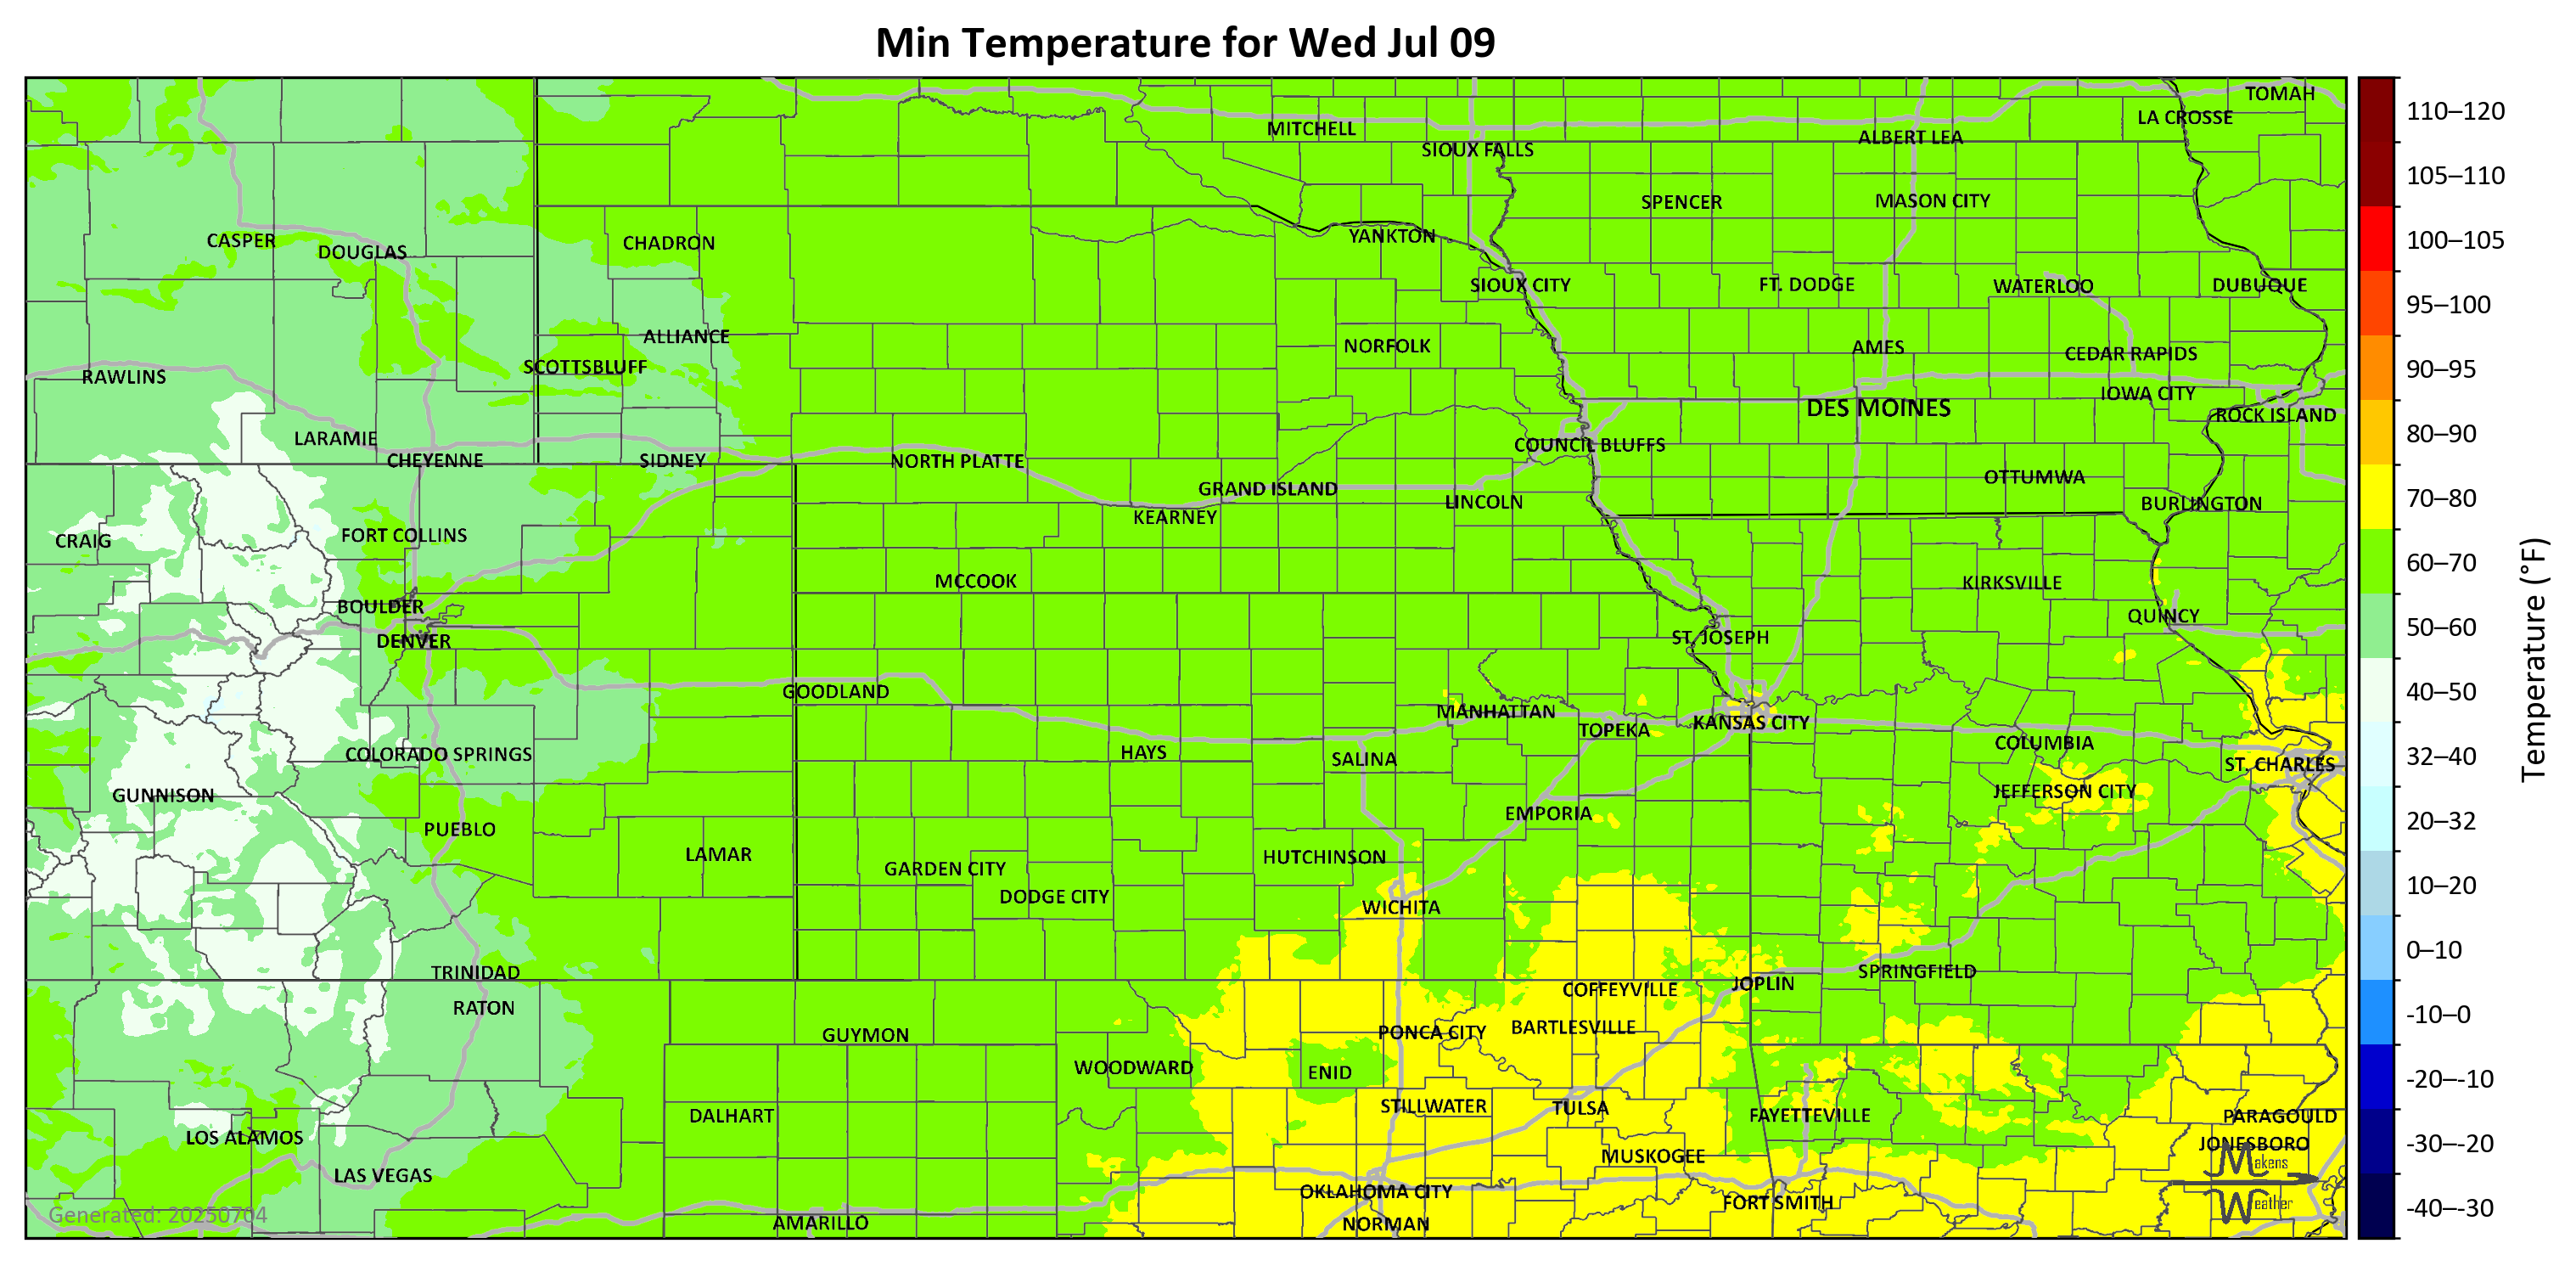 Min Temperature for Wed Jul 09
TOMAH
LA CROSSE
MITCHELL
ALBERT LEA
SIOUX FALLS
SPENCER
MASON CITY
CASPER
DOUGLAS
CHADRON
YANKTON
SIOUX CITY
FT. DODGE
WATERLOO
DUBUQUE
ALLIANCE
NORFOLK
AMES
CEDAR RAPIDS
SCOTTSBLUFF
RAWLINS
IOWA CITY
DES MOINES
ROCK ISLAND
LARAMIE
COUNCIL BLUFFS
CHEYENNE
SIDNEY
NORTH PLATTE
OTTUMWA
GRAND ISLAND
LINCOLN
BURLINGTON
KEARNEY
FORT COLLINS
CRAIG
MCCOOK
KIRKSVILLE
BOULDER
QUINCY
DENVER
ST. JOSEPH
GOODLAND
MANHATTAN
KANSAS CITY
TOPEKA
COLUMBIA
HAYS
COLORADO SPRINGS
SALINA
ST. CHARLES
GUNNISON
JEFFERSON CITY
EMPORIA
PUEBLO
LAMAR
HUTCHINSON
GARDEN CITY
DODGE CITY
WICHITA
TRINIDAD
SPRINGFIELD
JOPLIN
COFFEYVILLE
RATON
GUYMON
PONCA CITY
BARTLESVILLE
WOODWARD
ENID
STILLWATER
TULSA
DALHART
FAYETTEVILLE
PARAGOULD
LOS ALAMOS
JONESBORO
MUSKOGEE
Makens
LAS VEGAS
OKLAHOMA CITY
FORT SMITH
Weather
Generated: 20250704
AMARILLO
NORMAN
110−120
105−110
100−105
95−100
90−95
80−90
70−80
60−70
50−60
40−50
32−40
20−32
10−20
0−10
-10−0
-20−-10
-30−-20
-40−-30
Temperature (°F)